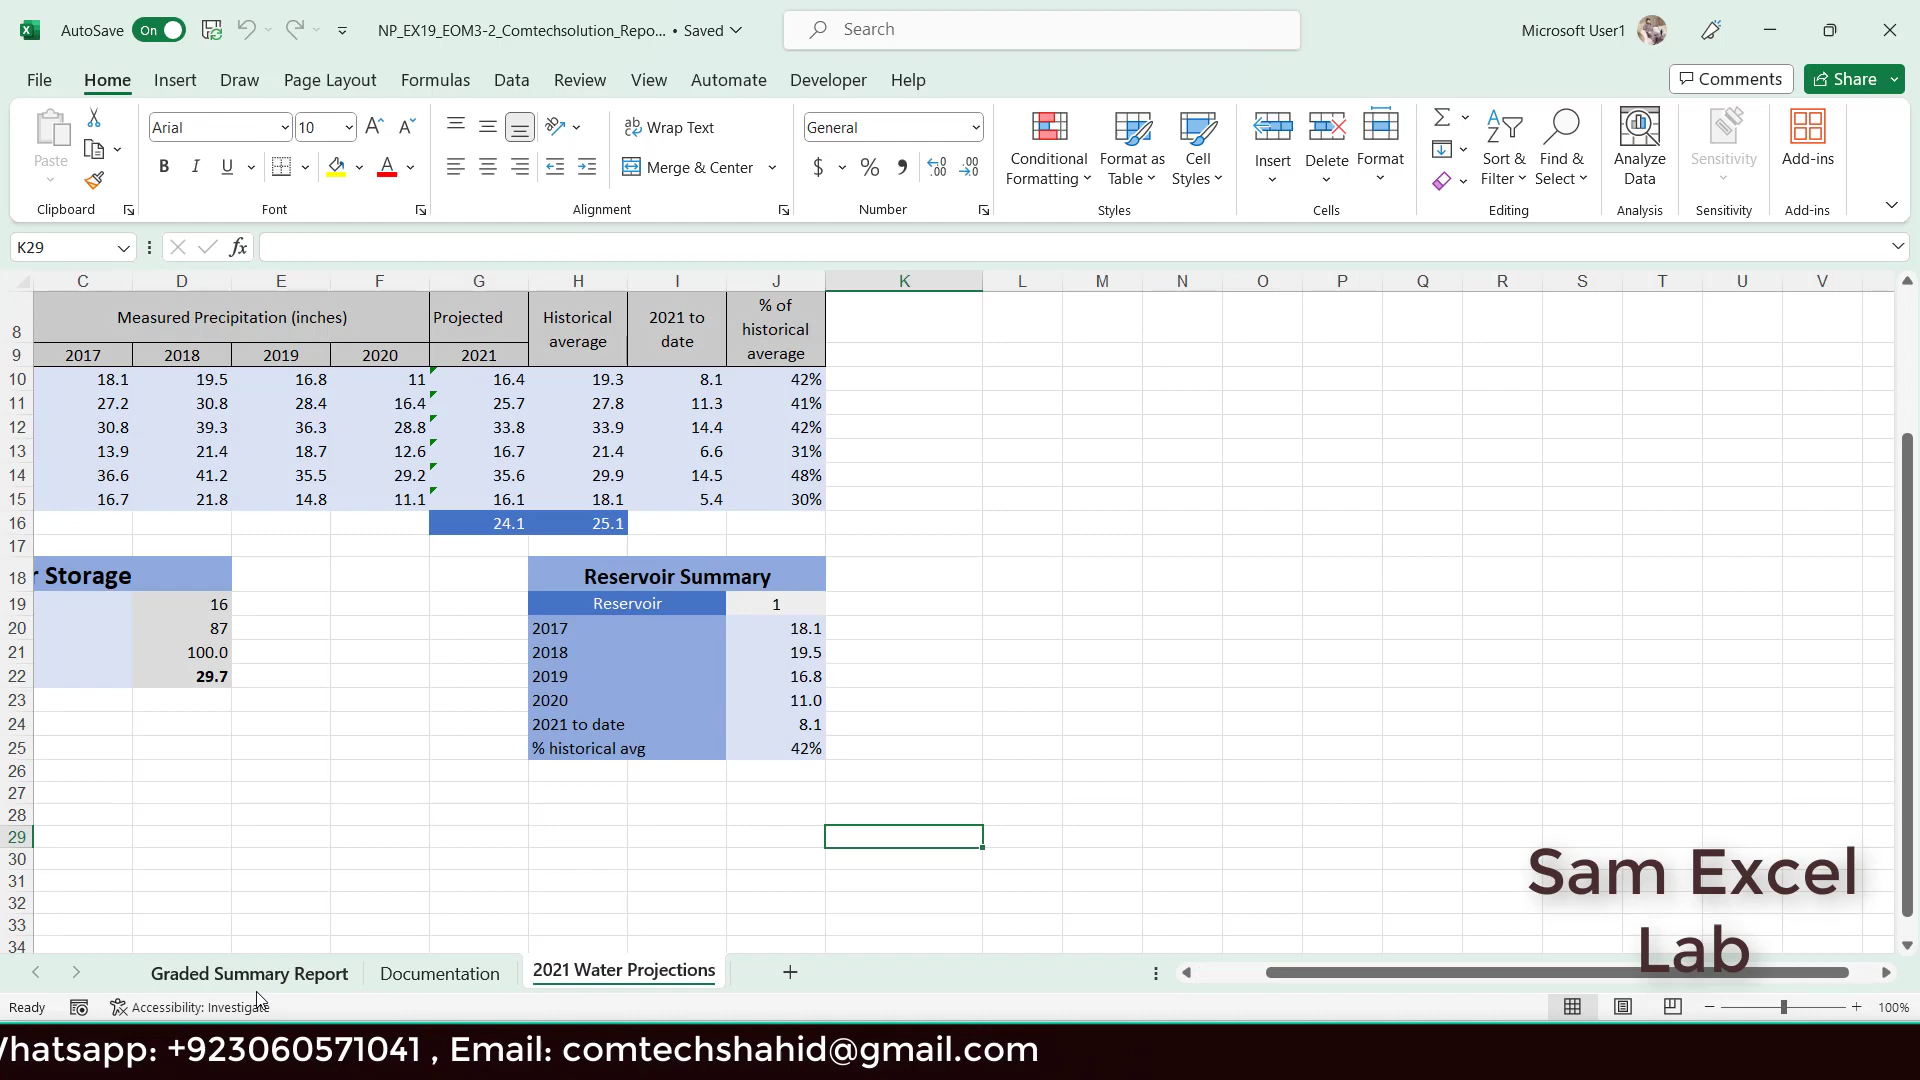 AutoSave On NP_EX19_EOM3-2_Comtechsolution_Repo... • Saved Search Microsoft User1
File Home Insert Draw Page Layout Formulas Data Review View Automate Developer Help Comments Share
Paste Arial 10 Wrap Text General Conditional Formatting Format as Table Cell Styles Insert Delete Format Sort & Filter Find & Select Analyze Data Sensitivity Add-ins
B I U Merge & Center $ %
Clipboard Font Alignment Number Styles Cells Editing Analysis Sensitivity Add-ins
K29 fx
C D E F G H I J K L M N O P Q R S T U V
8 Measured Precipitation (inches) Projected Historical average 2021 to date % of historical average
9 2017 2018 2019 2020 2021
10 18.1 19.5 16.8 11 16.4 19.3 8.1 42%
11 27.2 30.8 28.4 16.4 25.7 27.8 11.3 41%
12 30.8 39.3 36.3 28.8 33.8 33.9 14.4 42%
13 13.9 21.4 18.7 12.6 16.7 21.4 6.6 31%
14 36.6 41.2 35.5 29.2 35.6 29.9 14.5 48%
15 16.7 21.8 14.8 11.1 16.1 18.1 5.4 30%
16 24.1 25.1
17
18 r Storage Reservoir Summary
19 16 Reservoir 1
20 87 2017 18.1
21 100.0 2018 19.5
22 29.7 2019 16.8
23 2020 11.0
24 2021 to date 8.1
25 % historical avg 42%
26
27
28
29
30
31
32
33
34
Sam Excel
Lab
Graded Summary Report Documentation 2021 Water Projections
Ready Accessibility: Investigate 100%
Whatsapp: +923060571041 , Email: comtechshahid@gmail.com